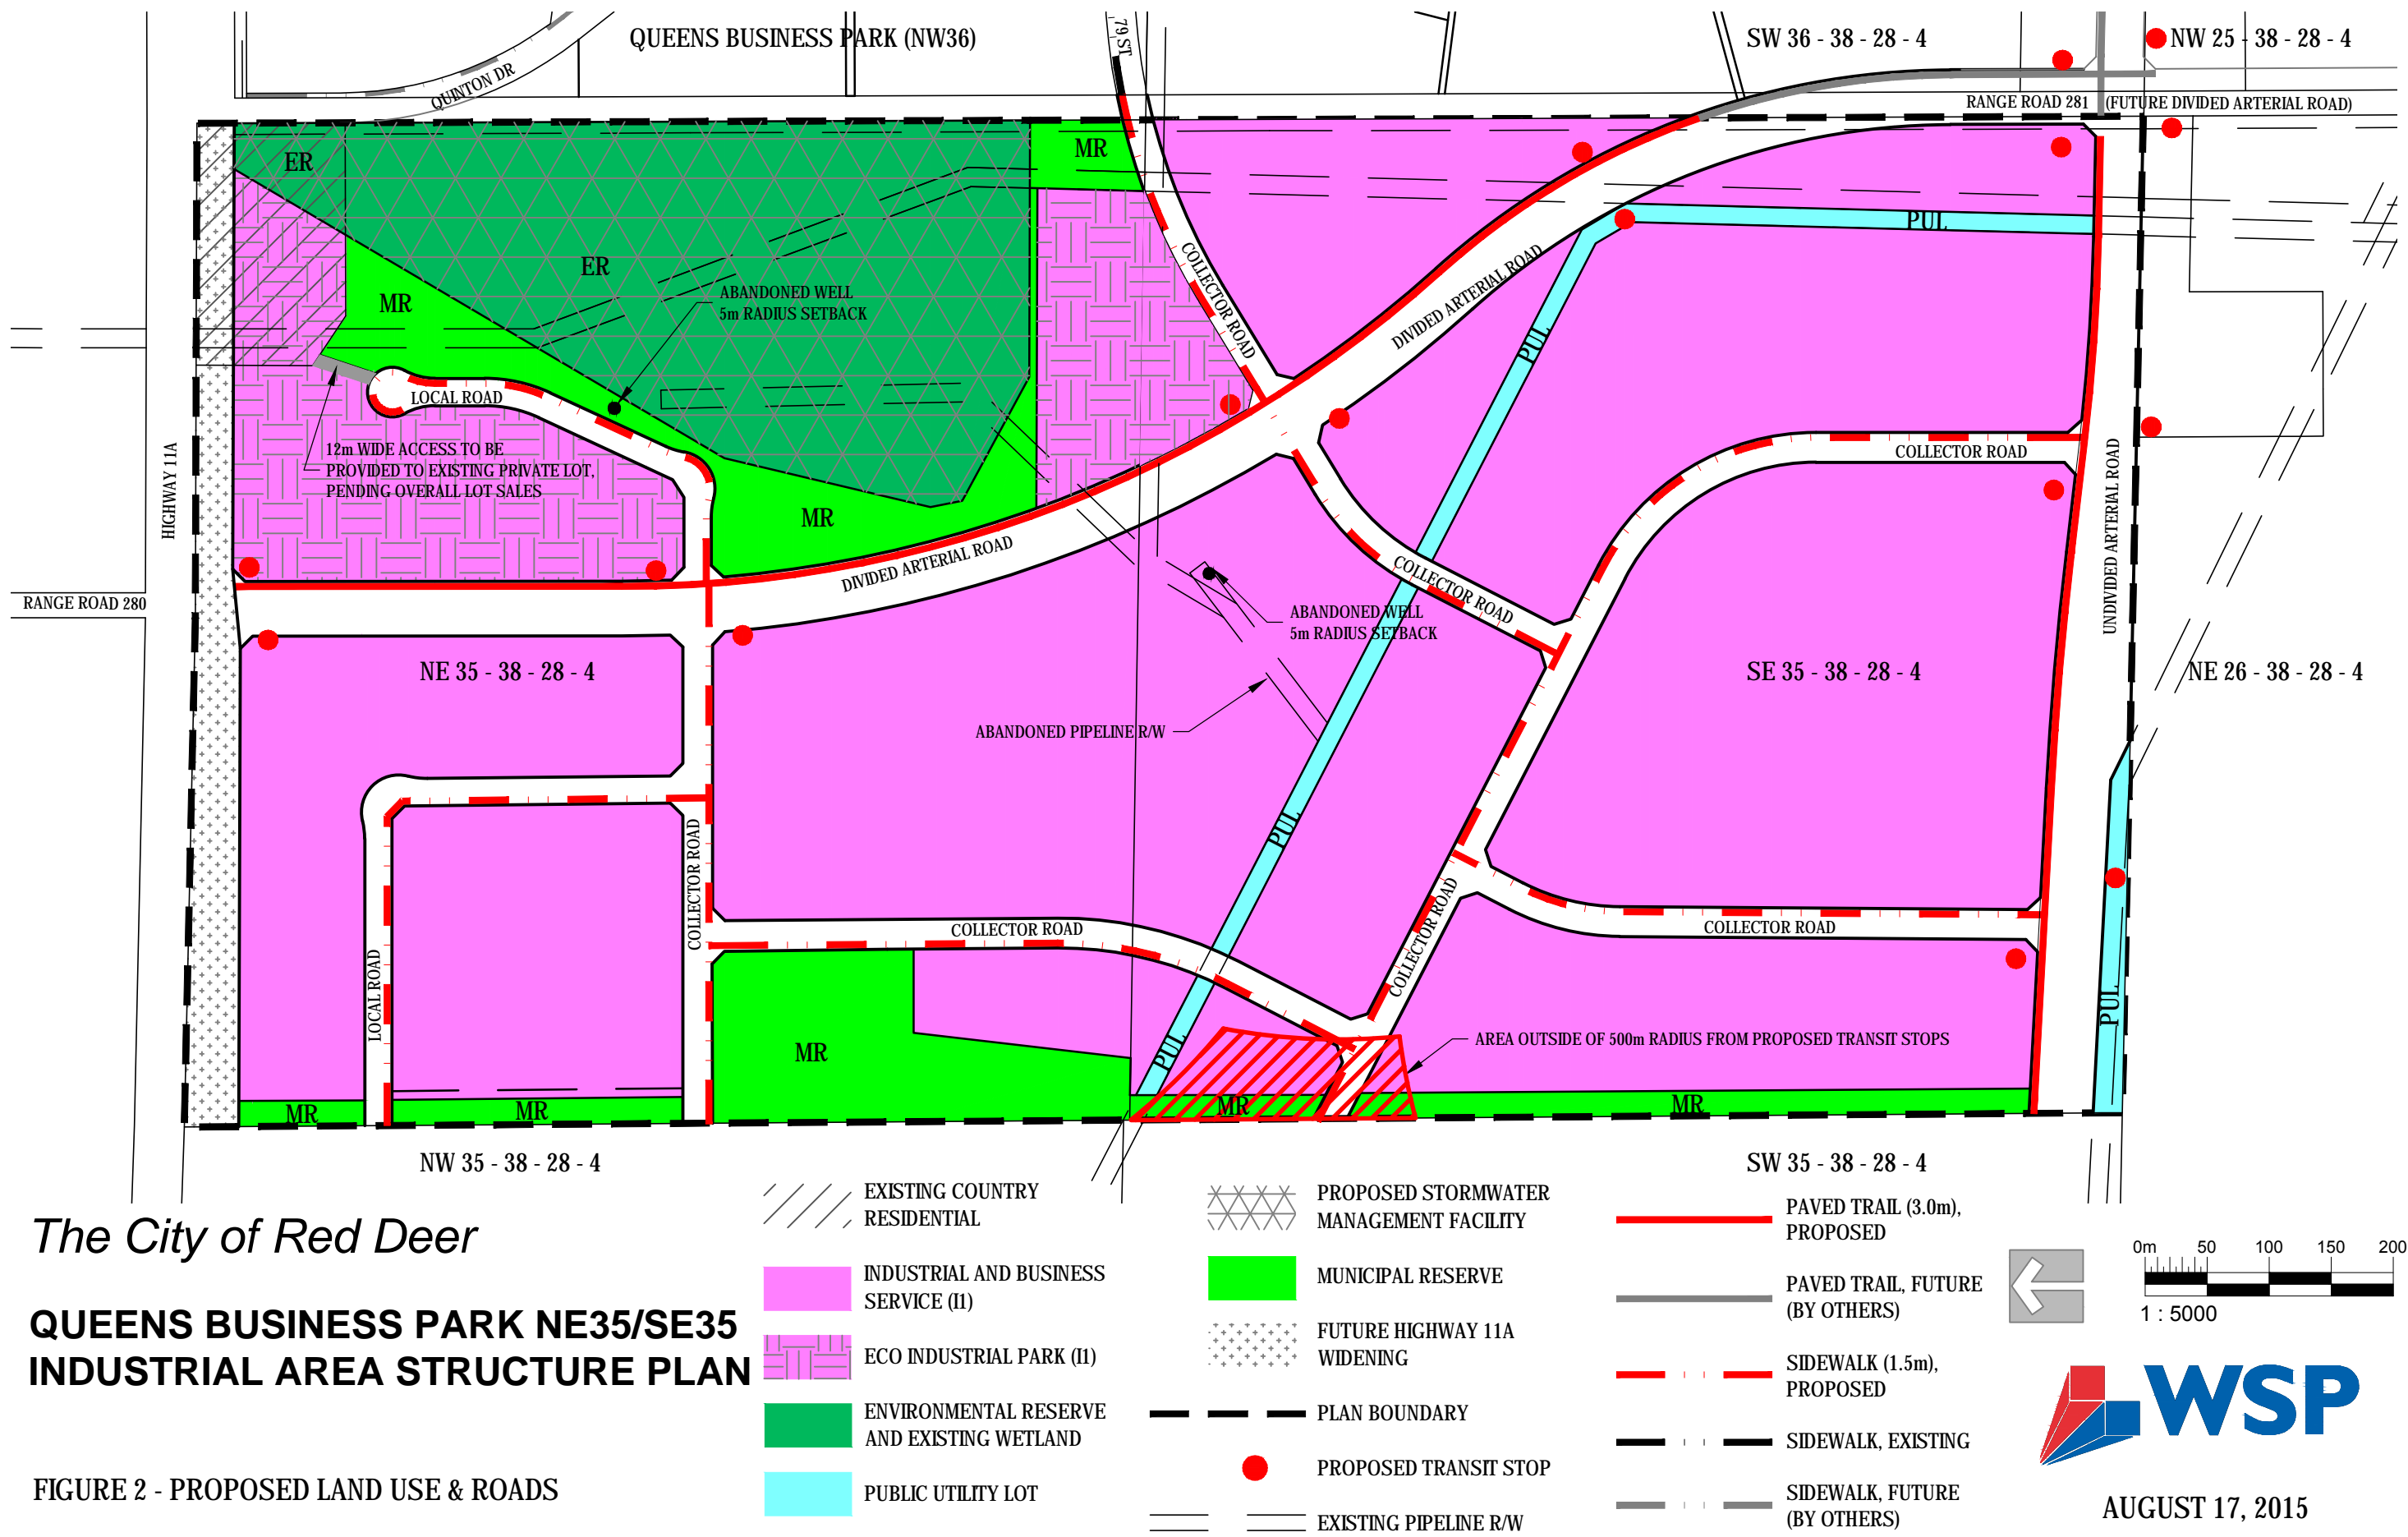 QUEENS BUSINESS PARK (NW36)
79 ST
SW 36 - 38 - 28 - 4
NW 25 - 38 - 28 - 4
QUINTON DR
RANGE ROAD 281 (FUTURE DIVIDED ARTERIAL ROAD)
ER
MR
PUL
COLLECTOR ROAD
DIVIDED ARTERIAL ROAD
ER
MR
ABANDONED WELL
5m RADIUS SETBACK
PUL
LOCAL ROAD
12m WIDE ACCESS TO BE
PROVIDED TO EXISTING PRIVATE LOT,
PENDING OVERALL LOT SALES
HIGHWAY 11A
COLLECTOR ROAD
UNDIVIDED ARTERIAL ROAD
MR
DIVIDED ARTERIAL ROAD
COLLECTOR ROAD
RANGE ROAD 280
ABANDONED WELL
5m RADIUS SETBACK
NE 35 - 38 - 28 - 4
SE 35 - 38 - 28 - 4
NE 26 - 38 - 28 - 4
ABANDONED PIPELINE R/W
PUL
COLLECTOR ROAD
COLLECTOR ROAD
COLLECTOR ROAD
COLLECTOR ROAD
LOCAL ROAD
MR
PUL
PUL
AREA OUTSIDE OF 500m RADIUS FROM PROPOSED TRANSIT STOPS
MR
MR
MR
MR
NW 35 - 38 - 28 - 4
SW 35 - 38 - 28 - 4
The City of Red Deer
QUEENS BUSINESS PARK NE35/SE35
INDUSTRIAL AREA STRUCTURE PLAN
FIGURE 2 - PROPOSED LAND USE & ROADS
EXISTING COUNTRY
RESIDENTIAL
INDUSTRIAL AND BUSINESS
SERVICE (I1)
ECO INDUSTRIAL PARK (I1)
ENVIRONMENTAL RESERVE
AND EXISTING WETLAND
PUBLIC UTILITY LOT
PROPOSED STORMWATER
MANAGEMENT FACILITY
MUNICIPAL RESERVE
FUTURE HIGHWAY 11A
WIDENING
PLAN BOUNDARY
PROPOSED TRANSIT STOP
EXISTING PIPELINE R/W
PAVED TRAIL (3.0m),
PROPOSED
PAVED TRAIL, FUTURE
(BY OTHERS)
SIDEWALK (1.5m),
PROPOSED
SIDEWALK, EXISTING
SIDEWALK, FUTURE
(BY OTHERS)
0m 50 100 150 200
1 : 5000
WSP
AUGUST 17, 2015